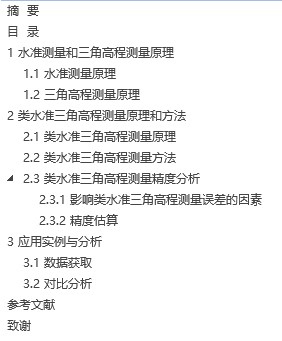 摘  要
目  录
1 水准测量和三角高程测量原理
1.1 水准测量原理
1.2 三角高程测量原理
2 类水准三角高程测量原理和方法
2.1 类水准三角高程测量原理
2.2 类水准三角高程测量方法
2.3 类水准三角高程测量精度分析
2.3.1 影响类水准三角高程测量误差的因素
2.3.2 精度估算
3 应用实例与分析
3.1 数据获取
3.2 对比分析
参考文献
致谢